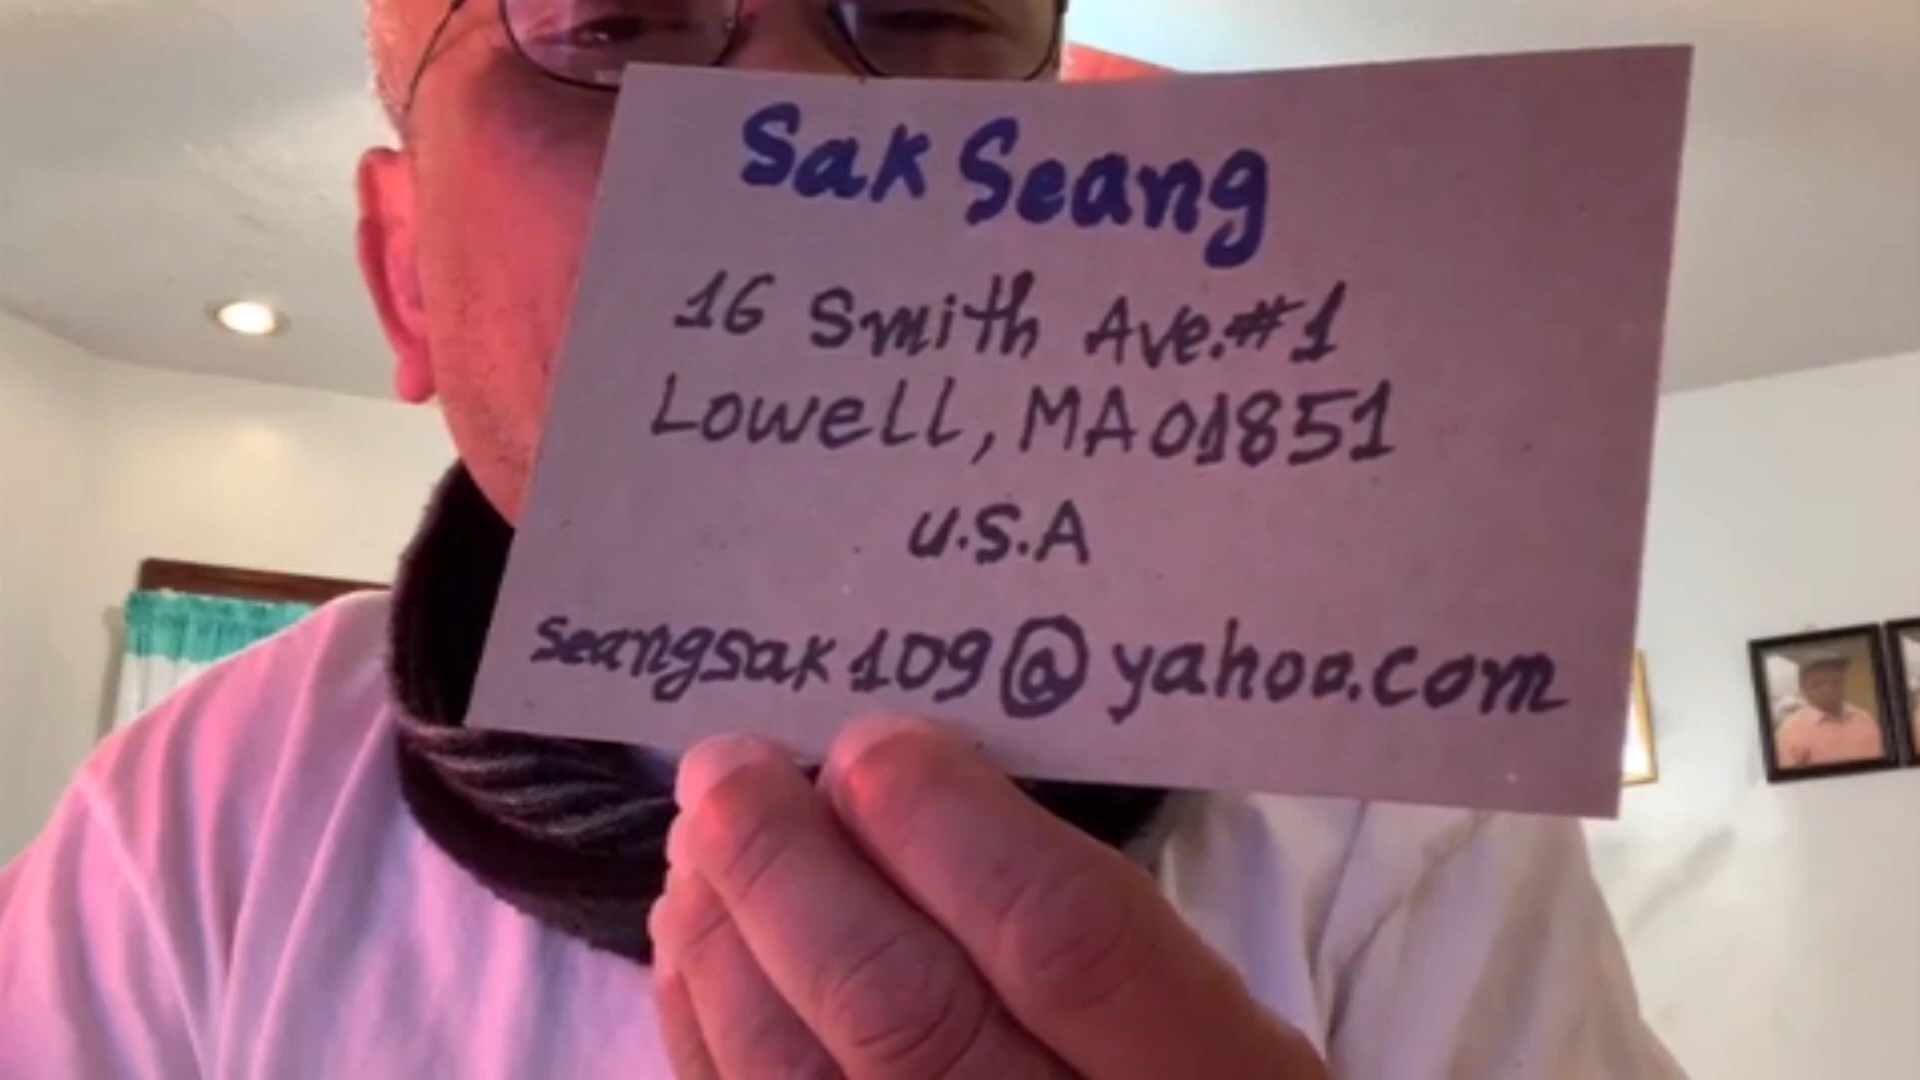 Sak Seang
16 Smith Ave.#1
Lowell, MA 01851
U.S.A
seangsak109@yahoo.com